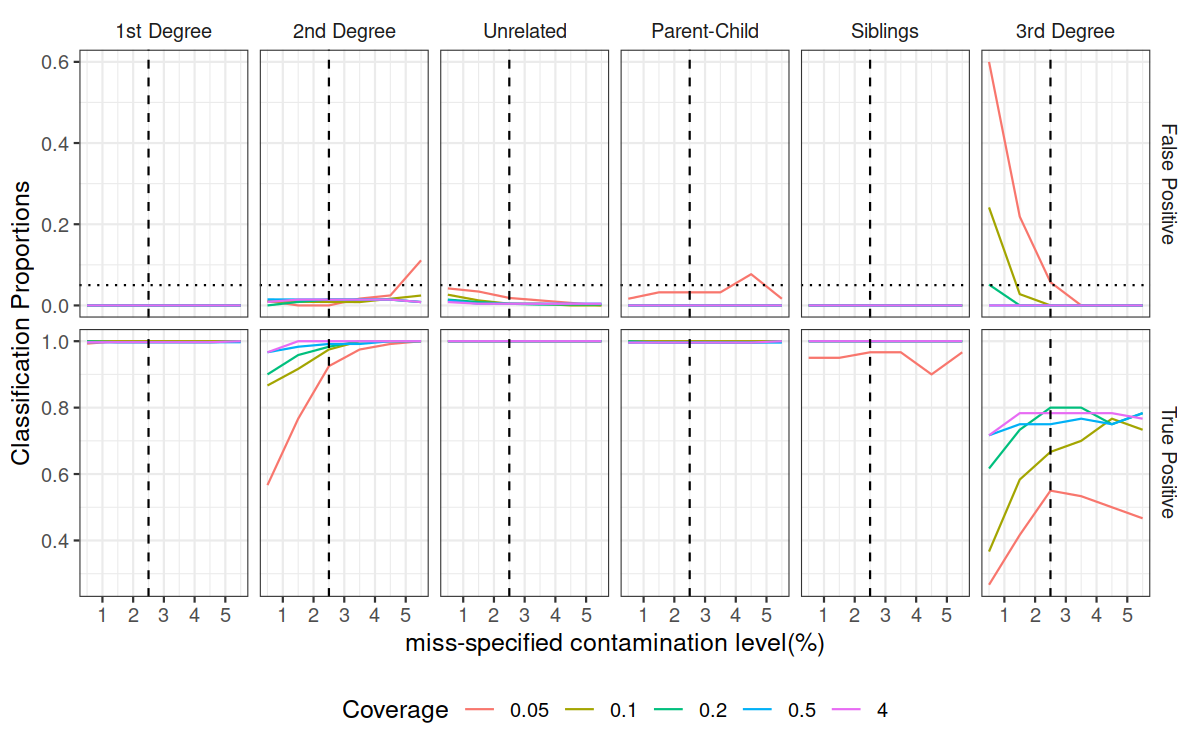 1st Degree 2nd Degree Unrelated Parent-Child Siblings 3rd Degree
0.6
0.4
0.2
0.0
False Positive
Classification Proportions
1.0
0.8
0.6
0.4
True Positive
1 2 3 4 5 1 2 3 4 5 1 2 3 4 5 1 2 3 4 5 1 2 3 4 5 1 2 3 4 5
miss-specified contamination level(%)
Coverage 0.05 0.1 0.2 0.5 4